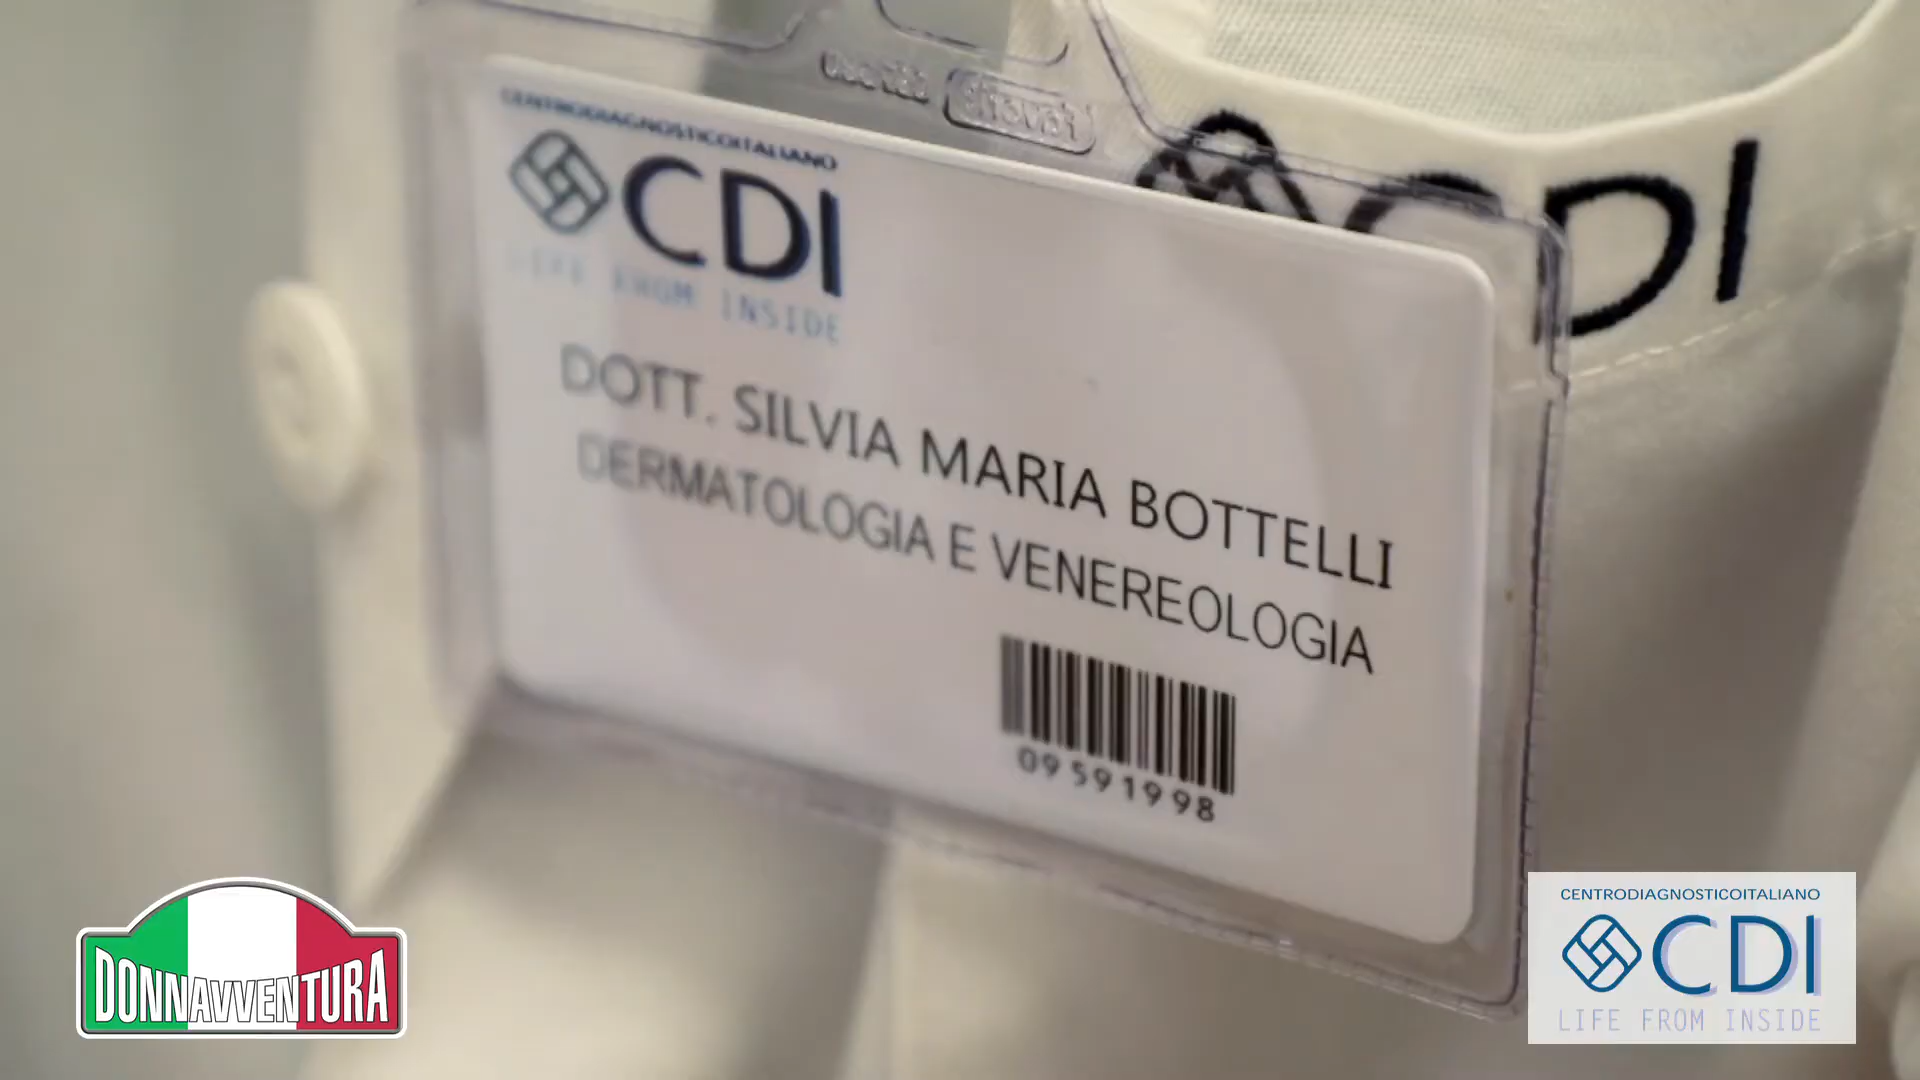 CENTRODIAGNOSTICOITALIANO
CDI
LIFE FROM INSIDE
DOTT. SILVIA MARIA BOTTELLI
DERMATOLOGIA E VENEREOLOGIA
09591998
CDI
DONNAVVENTURA
CENTRODIAGNOSTICOITALIANO
CDI
LIFE FROM INSIDE